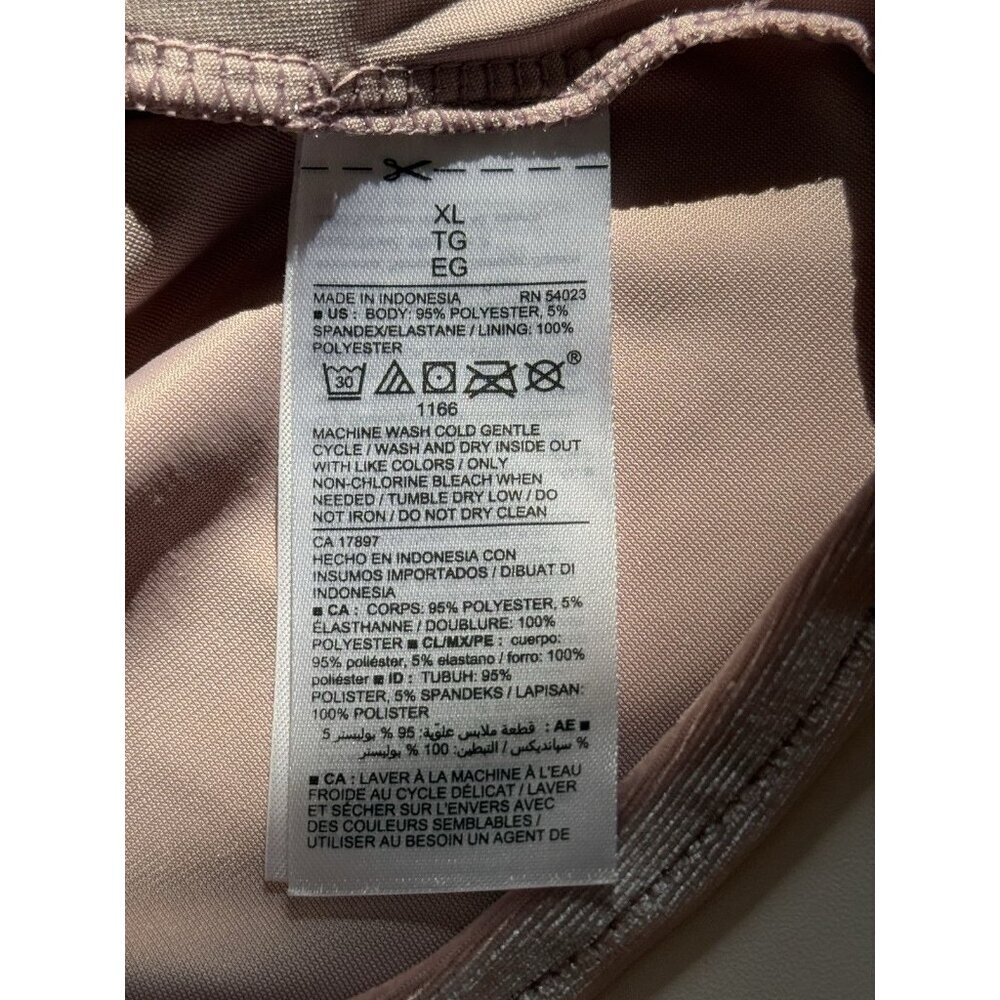 XL
TG
EG
MADE IN INDONESIA RN 54023
■ US : BODY: 95% POLYESTER, 5%
SPANDEX/ELASTANE / LINING: 100%
POLYESTER
30 ®
1166
MACHINE WASH COLD GENTLE
CYCLE / WASH AND DRY INSIDE OUT
WITH LIKE COLORS / ONLY
NON-CHLORINE BLEACH WHEN
NEEDED / TUMBLE DRY LOW / DO
NOT IRON / DO NOT DRY CLEAN
CA 17897
HECHO EN INDONESIA CON
INSUMOS IMPORTADOS / DIBUAT DI
INDONESIA
■ CA : CORPS: 95% POLYESTER, 5%
ÉLASTHANNE / DOUBLURE: 100%
POLYESTER ■ CL/MX/PE : cuerpo:
95% poliéster, 5% elastano / forro: 100%
poliéster ■ ID : TUBUH: 95%
POLISTER, 5% SPANDEKS / LAPISAN:
100% POLISTER
■ AE : قطعة ملابس علوّية: 95 % بوليستر 5
% سپانديكس / التبطين: 100 % بوليستر
■ CA : LAVER À LA MACHINE À L'EAU
FROIDE AU CYCLE DÉLICAT / LAVER
ET SÉCHER SUR L'ENVERS AVEC
DES COULEURS SEMBLABLES /
UTILISER AU BESOIN UN AGENT DE